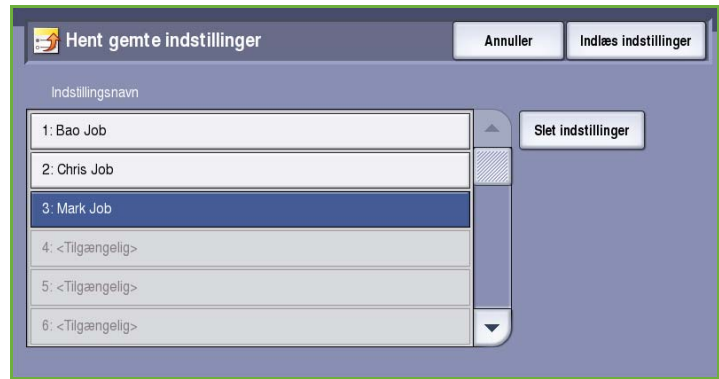 Hent gemte indstillinger
Annuller
Indlæs indstillinger
Indstillingsnavn
1: Bao Job
Slet indstillinger
2: Chris Job
3: Mark Job
4: <Tilgængelig>
5: <Tilgængelig>
6: <Tilgængelig>